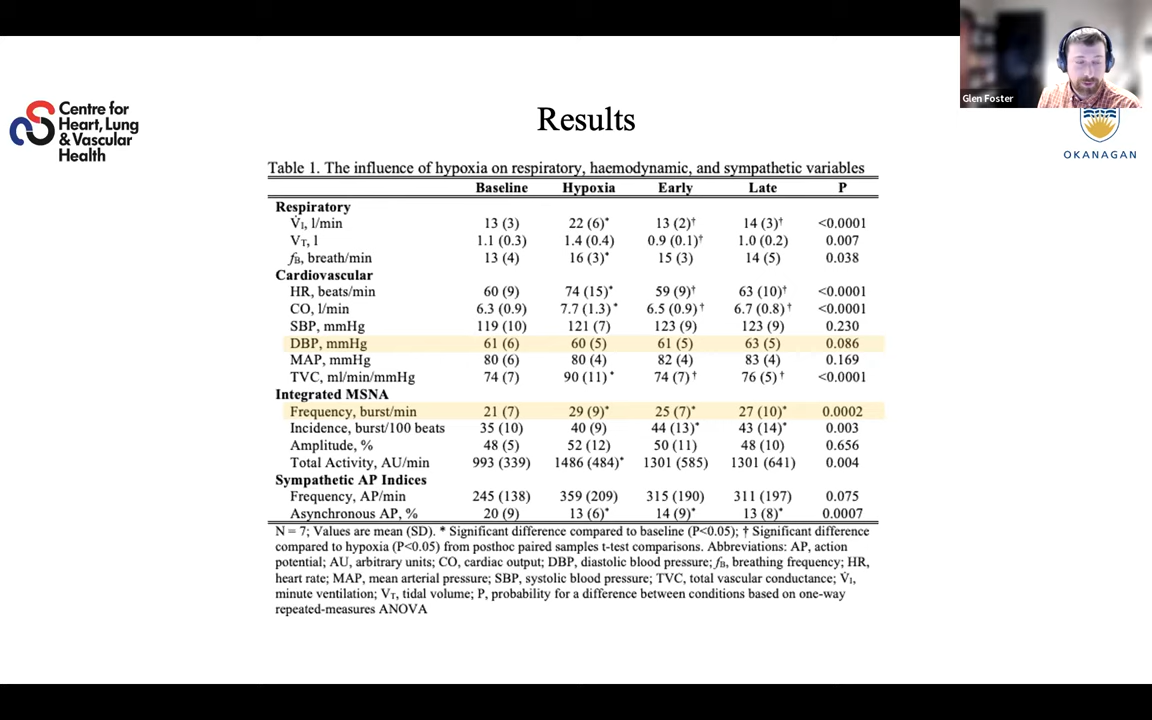 Glen Foster
Centre for
Heart, Lung
& Vascular
Health
OKANAGAN
Results
Table 1. The influence of hypoxia on respiratory, haemodynamic, and sympathetic variables
Baseline Hypoxia Early Late P
Respiratory
V̇I, l/min 13 (3) 22 (6)* 13 (2)† 14 (3)† <0.0001
VT, l 1.1 (0.3) 1.4 (0.4) 0.9 (0.1)† 1.0 (0.2) 0.007
fB, breath/min 13 (4) 16 (3)* 15 (3) 14 (5) 0.038
Cardiovascular
HR, beats/min 60 (9) 74 (15)* 59 (9)† 63 (10)† <0.0001
CO, l/min 6.3 (0.9) 7.7 (1.3)* 6.5 (0.9)† 6.7 (0.8)† <0.0001
SBP, mmHg 119 (10) 121 (7) 123 (9) 123 (9) 0.230
DBP, mmHg 61 (6) 60 (5) 61 (5) 63 (5) 0.086
MAP, mmHg 80 (6) 80 (4) 82 (4) 83 (4) 0.169
TVC, ml/min/mmHg 74 (7) 90 (11)* 74 (7)† 76 (5)† <0.0001
Integrated MSNA
Frequency, burst/min 21 (7) 29 (9)* 25 (7)* 27 (10)* 0.0002
Incidence, burst/100 beats 35 (10) 40 (9) 44 (13)* 43 (14)* 0.003
Amplitude, % 48 (5) 52 (12) 50 (11) 48 (10) 0.656
Total Activity, AU/min 993 (339) 1486 (484)* 1301 (585) 1301 (641) 0.004
Sympathetic AP Indices
Frequency, AP/min 245 (138) 359 (209) 315 (190) 311 (197) 0.075
Asynchronous AP, % 20 (9) 13 (6)* 14 (9)* 13 (8)* 0.0007
N = 7; Values are mean (SD). * Significant difference compared to baseline (P<0.05); † Significant difference
compared to hypoxia (P<0.05) from posthoc paired samples t-test comparisons. Abbreviations: AP, action
potential; AU, arbitrary units; CO, cardiac output; DBP, diastolic blood pressure; fB, breathing frequency; HR,
heart rate; MAP, mean arterial pressure; SBP, systolic blood pressure; TVC, total vascular conductance; V̇I,
minute ventilation; VT, tidal volume; P, probability for a difference between conditions based on one-way
repeated-measures ANOVA